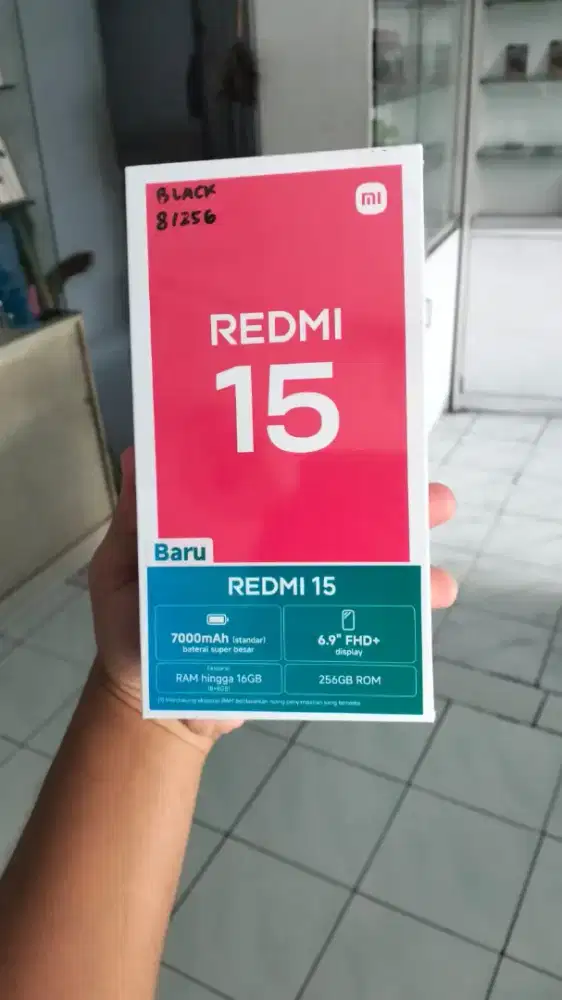 BLACK
8/256
mi
REDMI
15
Baru
REDMI 15
7000mAh (standar)
baterai super besar
6.9" FHD+
display
RAM hingga 16GB
256GB ROM